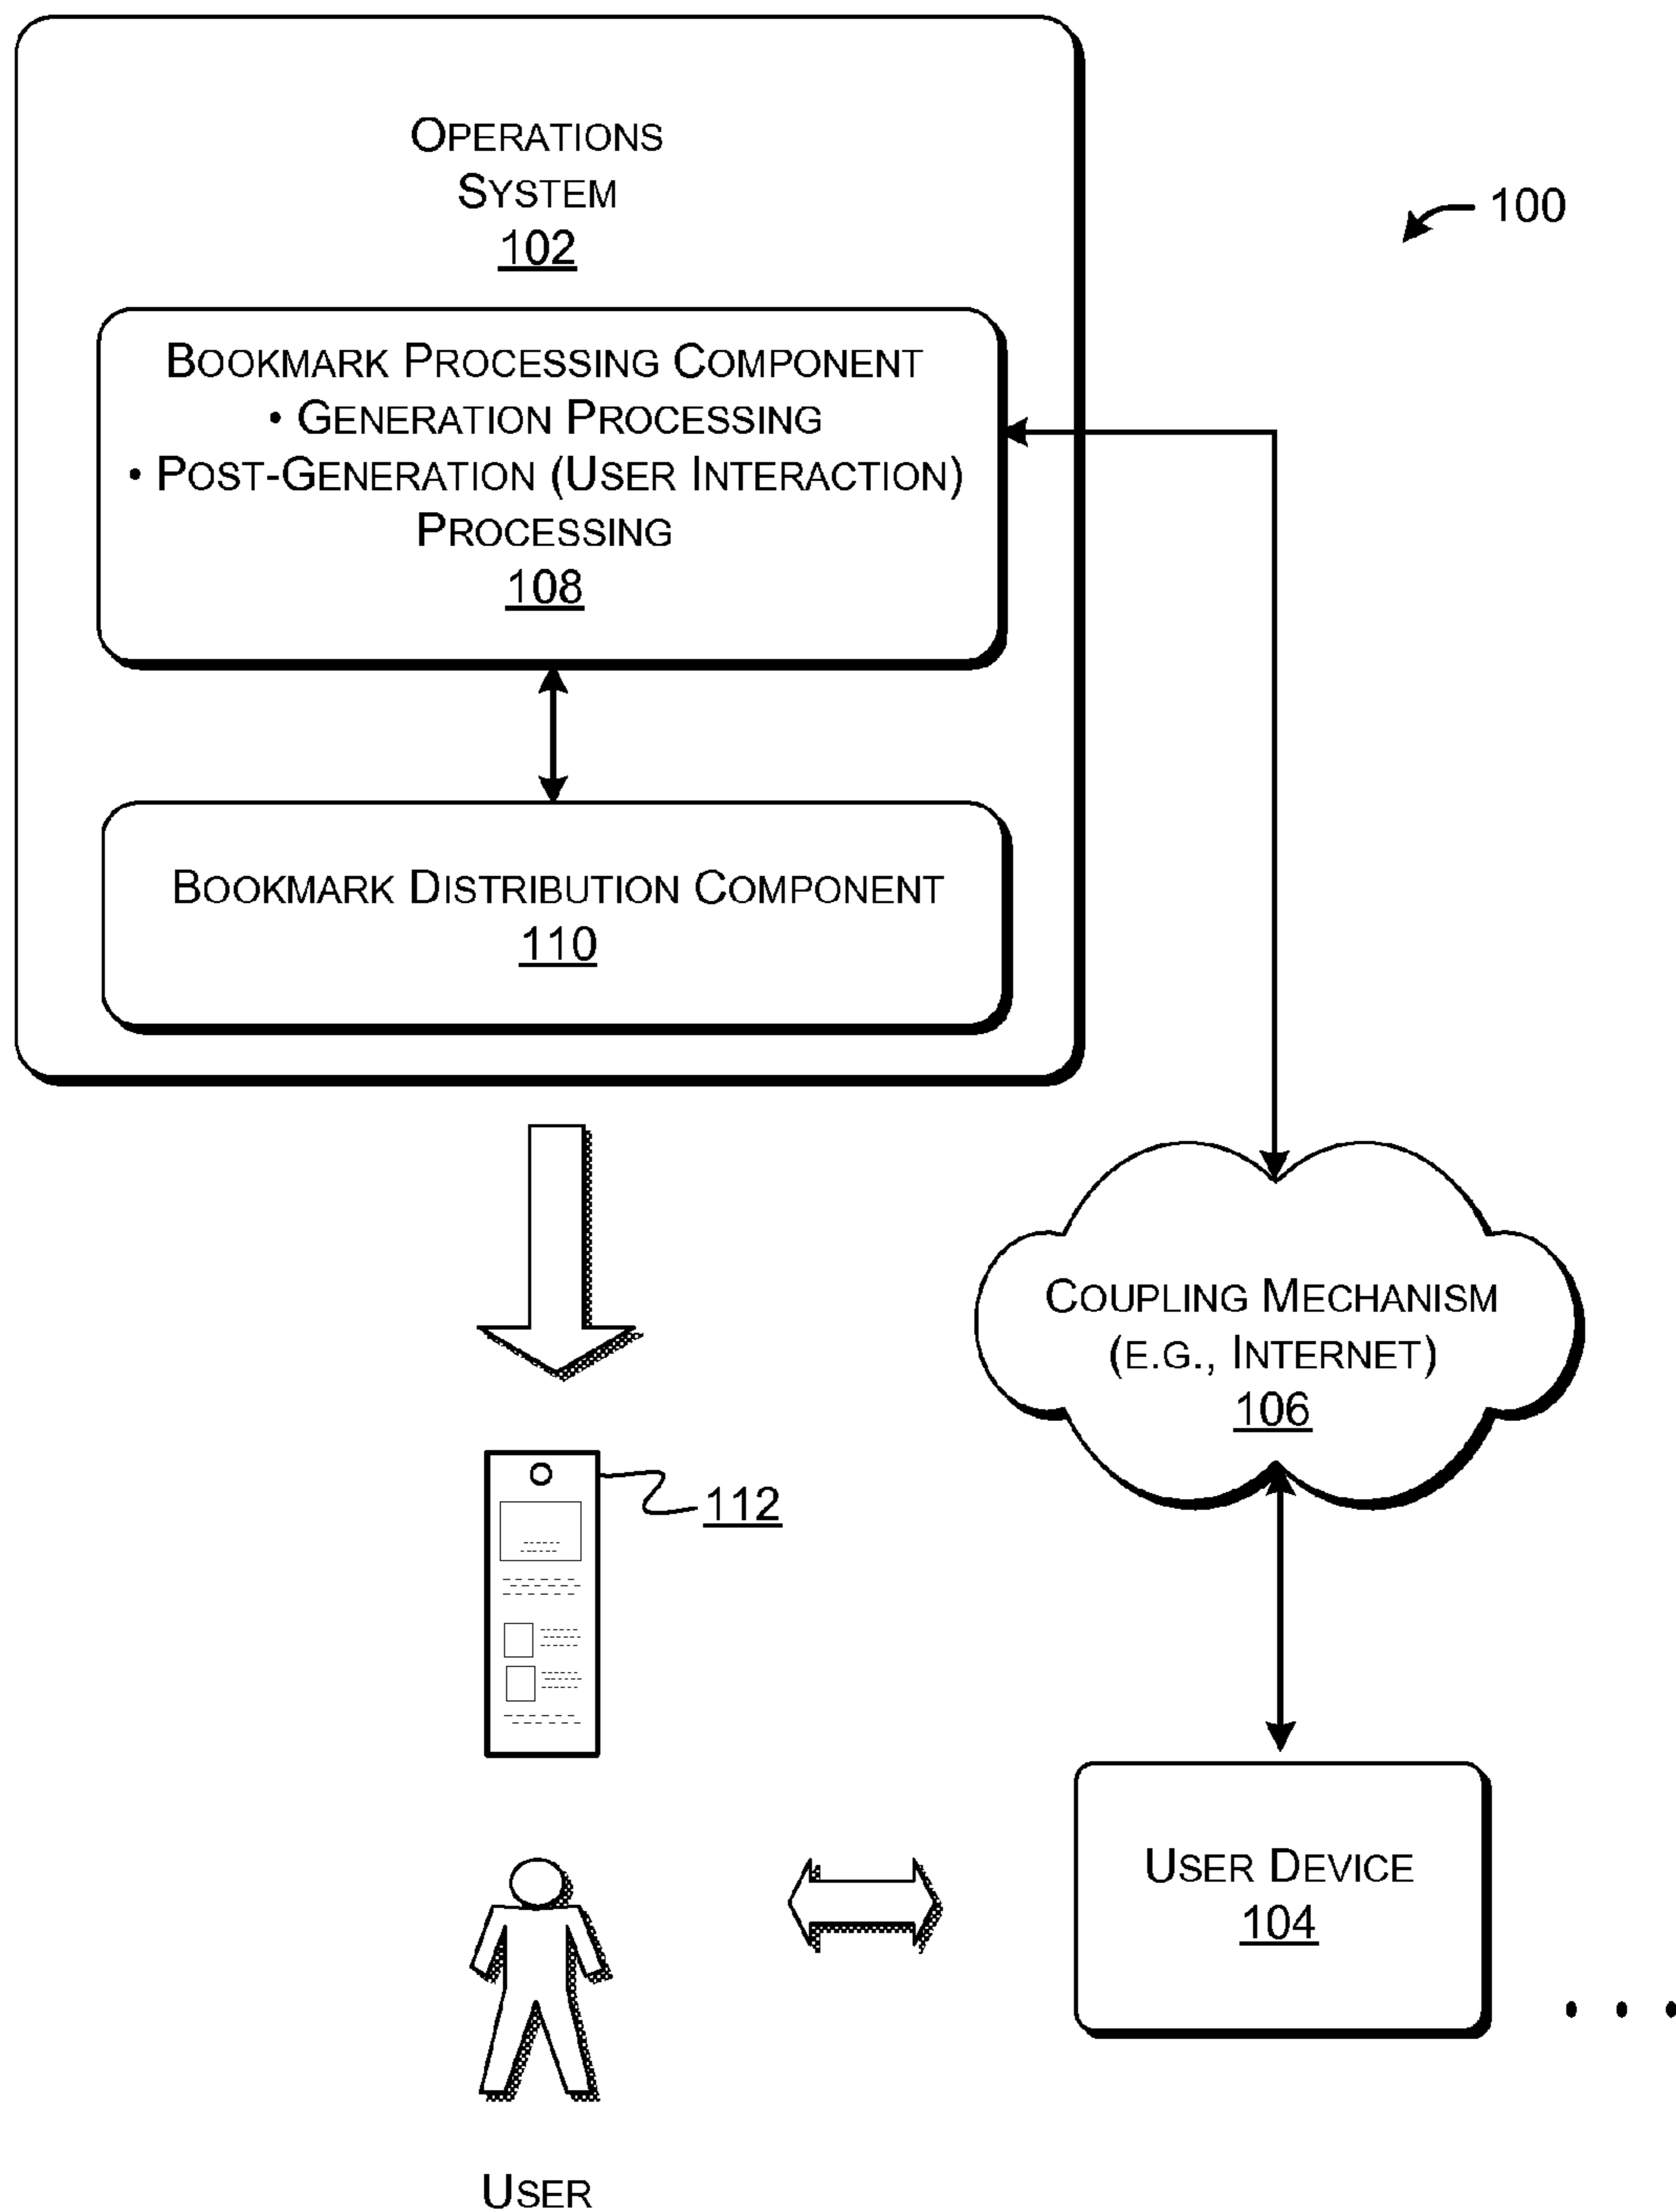 OPERATIONS
SYSTEM
102
100
BOOKMARK PROCESSING COMPONENT
• GENERATION PROCESSING
• POST-GENERATION (USER INTERACTION)
PROCESSING
108
BOOKMARK DISTRIBUTION COMPONENT
110
COUPLING MECHANISM
(E.G., INTERNET)
106
112
USER DEVICE
104
. . .
USER